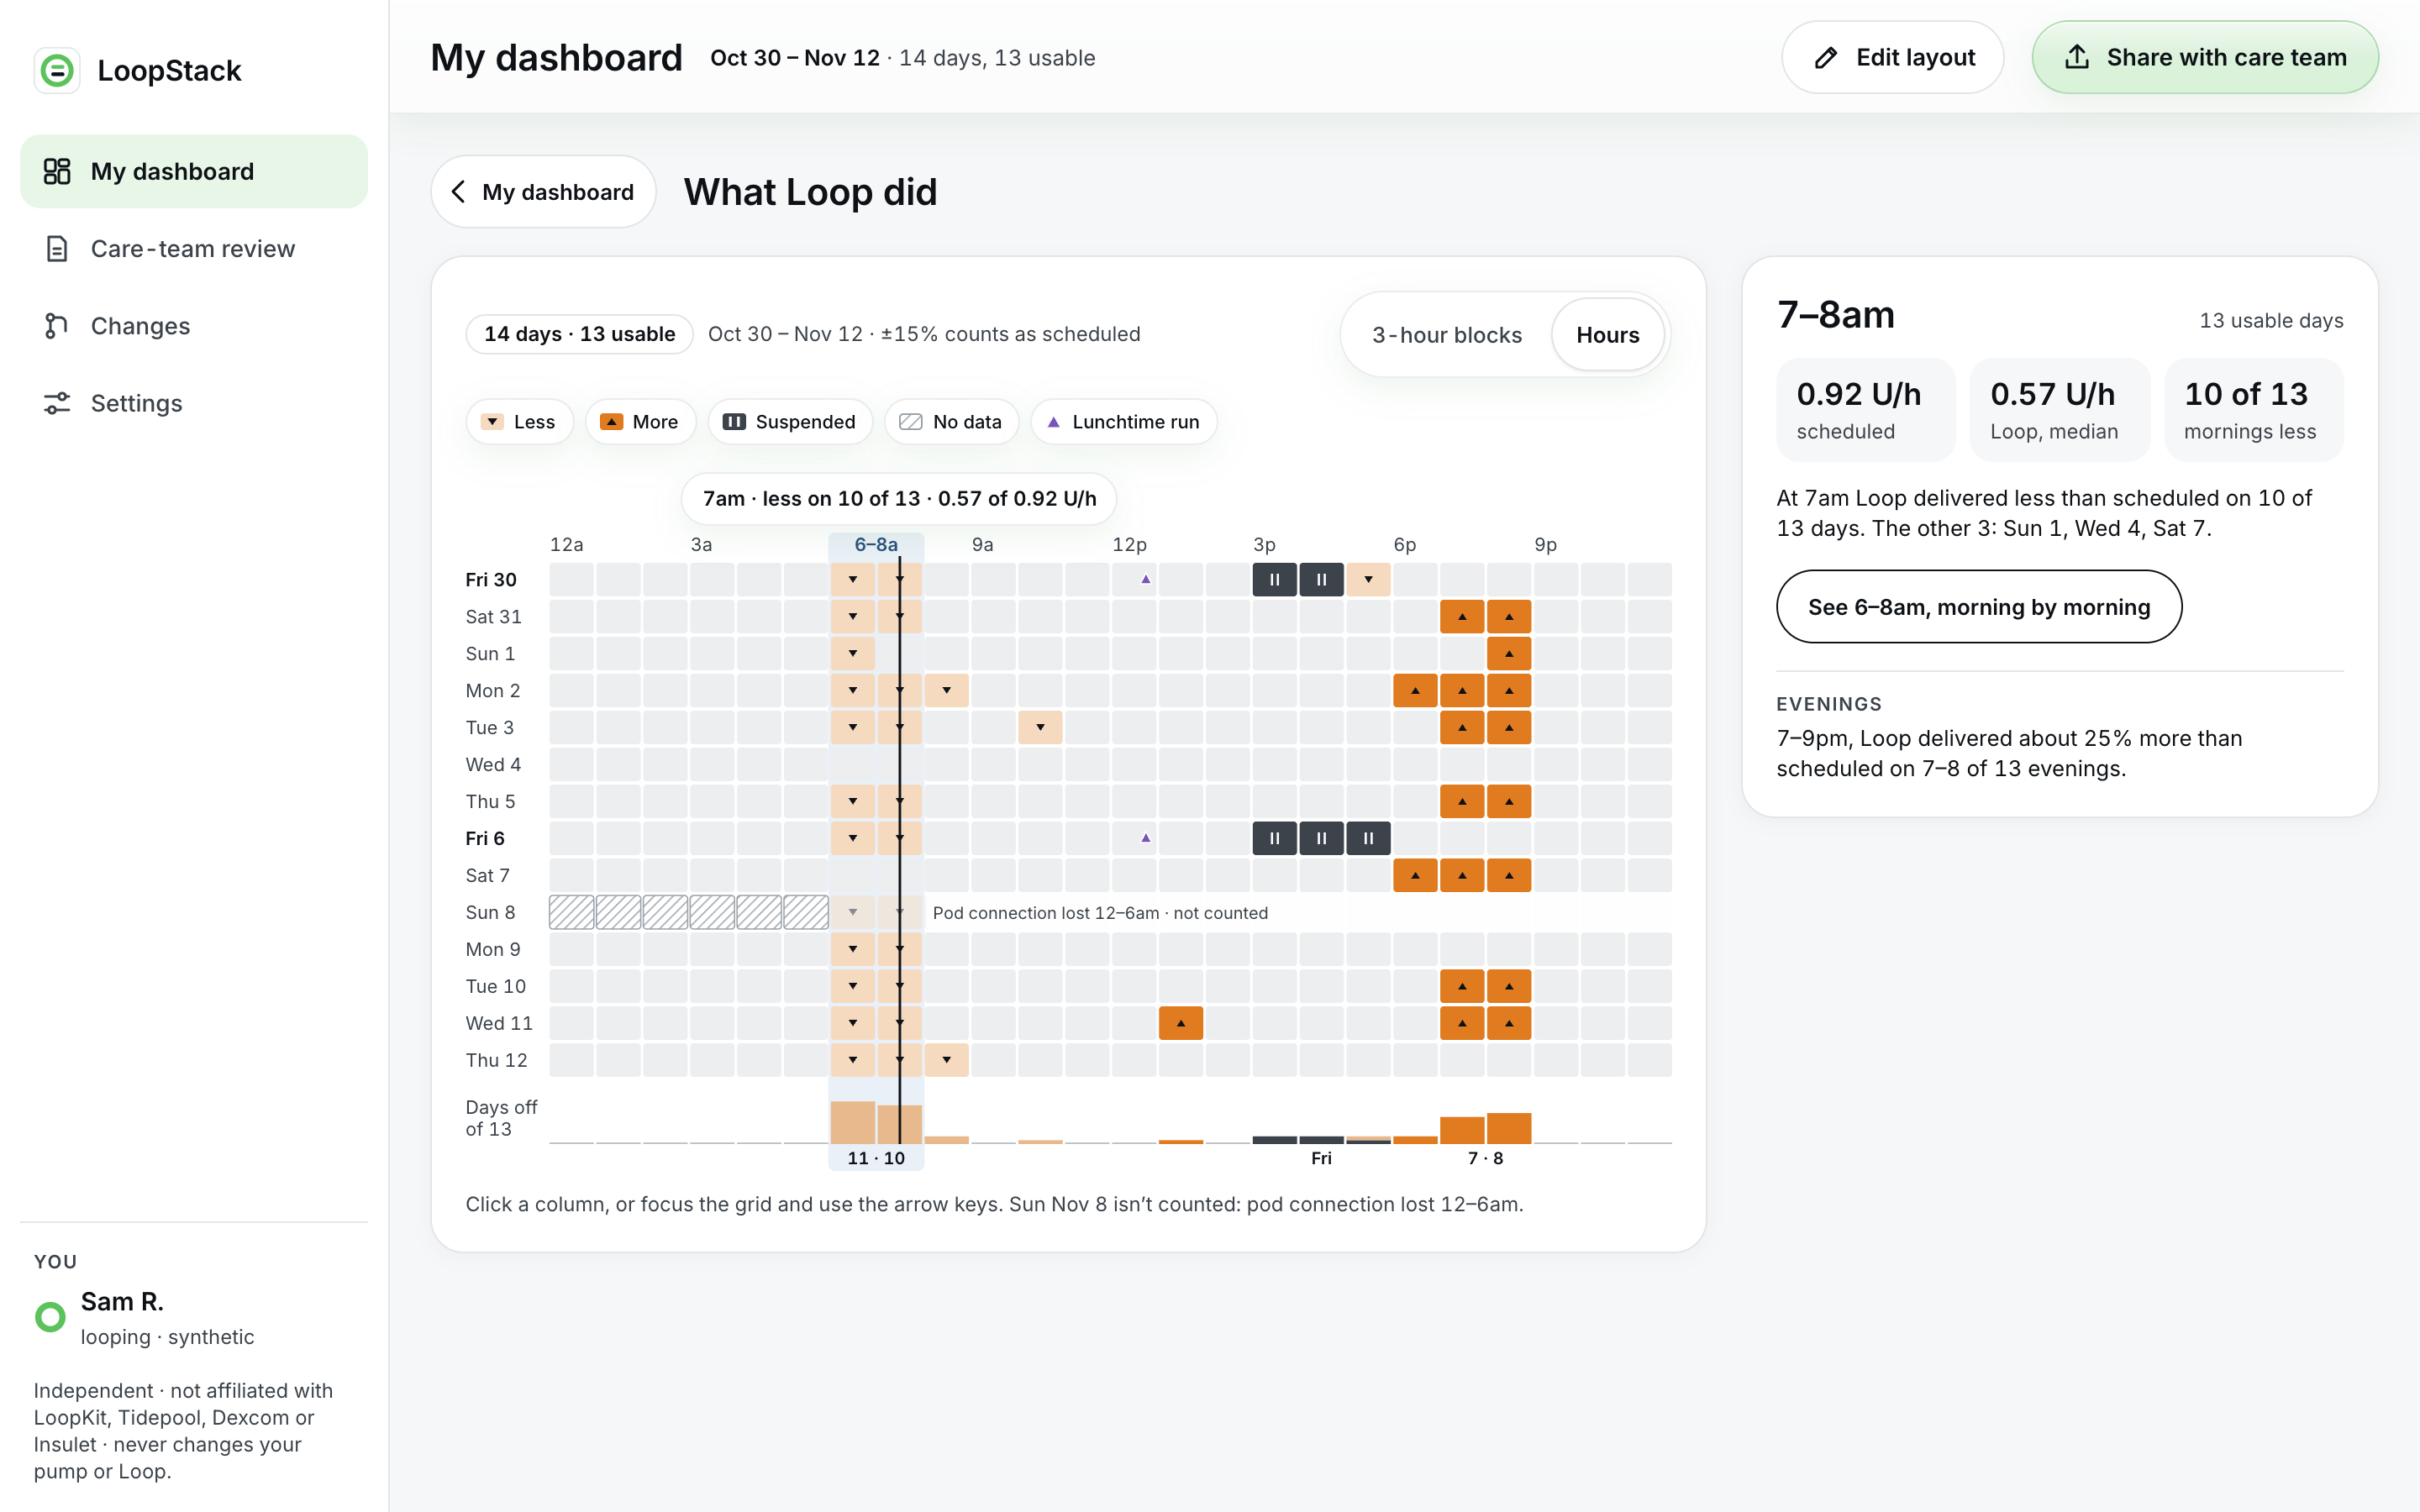 LoopStack
My dashboard
Care-team review
Changes
Settings
YOU
Sam R.
looping · synthetic
Independent · not affiliated with
LoopKit, Tidepool, Dexcom or
Insulet · never changes your
pump or Loop.
My dashboard
Oct 30 – Nov 12 · 14 days, 13 usable
Edit layout
Share with care team
My dashboard
What Loop did
14 days · 13 usable
Oct 30 – Nov 12 · ±15% counts as scheduled
3-hour blocks
Hours
Less
More
Suspended
No data
Lunchtime run
7am · less on 10 of 13 · 0.57 of 0.92 U/h
12a 3a 6–8a 9a 12p 3p 6p 9p
Fri 30
Sat 31
Sun 1
Mon 2
Tue 3
Wed 4
Thu 5
Fri 6
Sat 7
Sun 8 Pod connection lost 12–6am · not counted
Mon 9
Tue 10
Wed 11
Thu 12
Days off
of 13
11 · 10 Fri 7 · 8
Click a column, or focus the grid and use the arrow keys. Sun Nov 8 isn’t counted: pod connection lost 12–6am.
7–8am
13 usable days
0.92 U/h
scheduled
0.57 U/h
Loop, median
10 of 13
mornings less
At 7am Loop delivered less than scheduled on 10 of
13 days. The other 3: Sun 1, Wed 4, Sat 7.
See 6–8am, morning by morning
EVENINGS
7–9pm, Loop delivered about 25% more than
scheduled on 7–8 of 13 evenings.